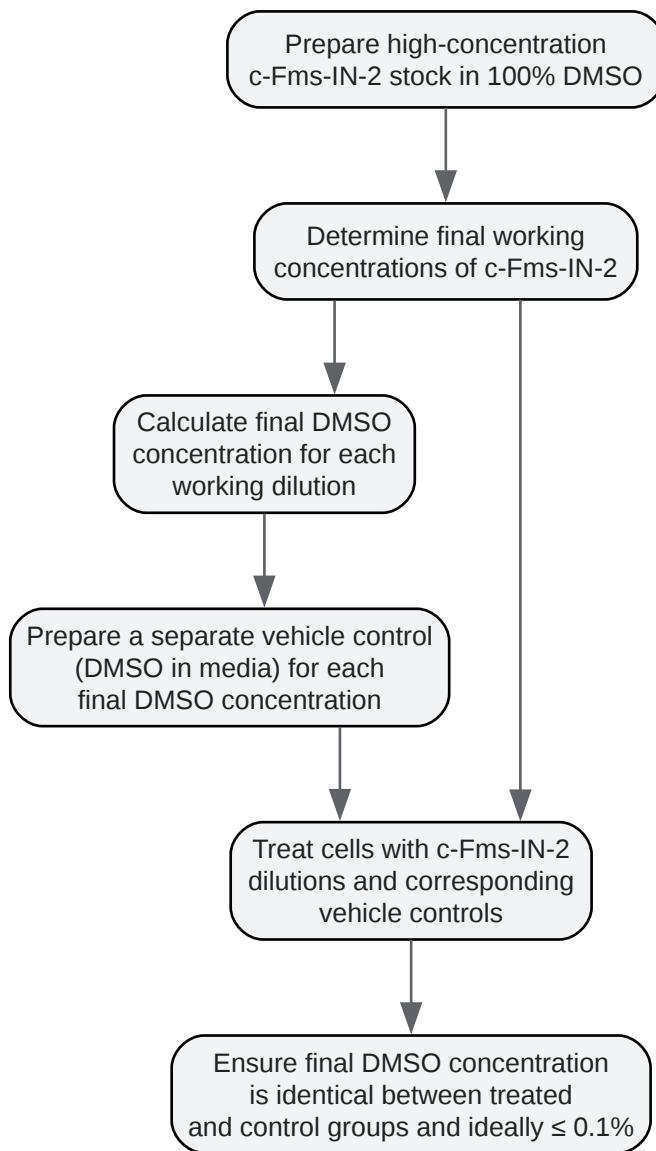 Prepare high-concentration
c-Fms-IN-2 stock in 100% DMSO
Determine final working
concentrations of c-Fms-IN-2
Calculate final DMSO
concentration for each
working dilution
Prepare a separate vehicle control
(DMSO in media) for each
final DMSO concentration
Treat cells with c-Fms-IN-2
dilutions and corresponding
vehicle controls
Ensure final DMSO concentration
is identical between treated
and control groups and ideally ≤ 0.1%